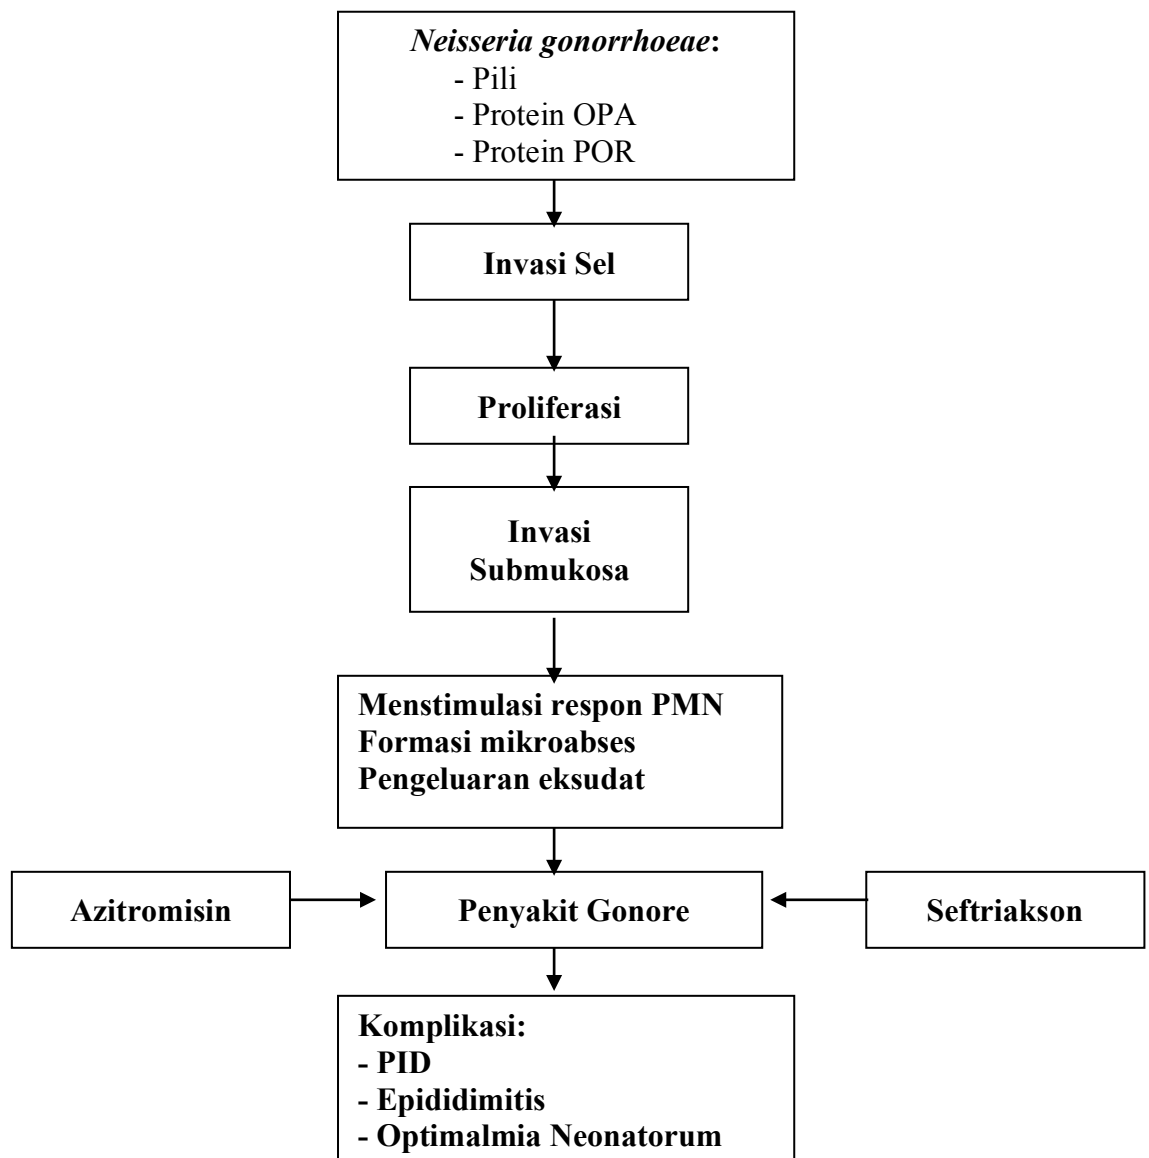 Neisseria gonorrhoeae:
- Pili
- Protein OPA
- Protein POR
Invasi Sel
Proliferasi
Invasi
Submukosa
Menstimulasi respon PMN
Formasi mikroabses
Pengeluaran eksudat
Azitromisin
Penyakit Gonore
Seftriakson
Komplikasi:
- PID
- Epididimitis
- Optimalmia Neonatorum